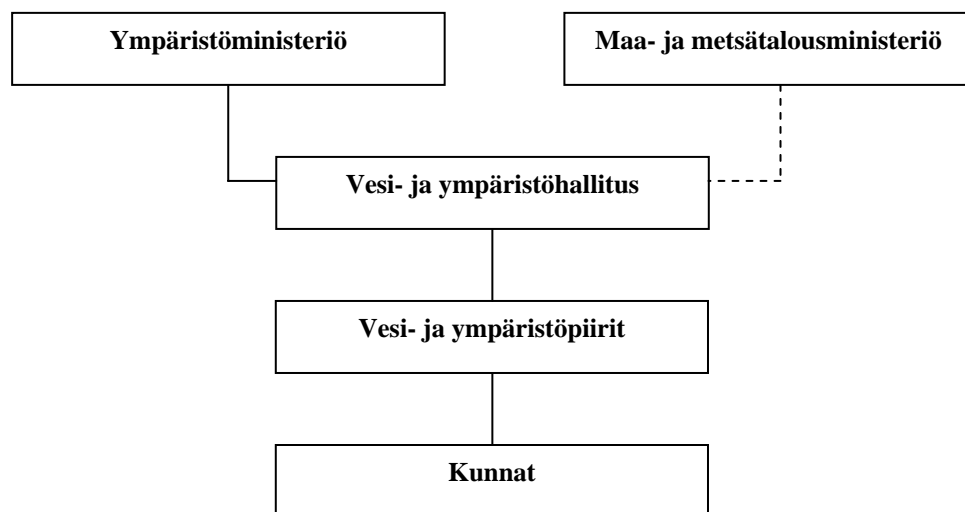 Ympäristöministeriö
Maa- ja metsätalousministeriö
Vesi- ja ympäristöhallitus
Vesi- ja ympäristöpiirit
Kunnat